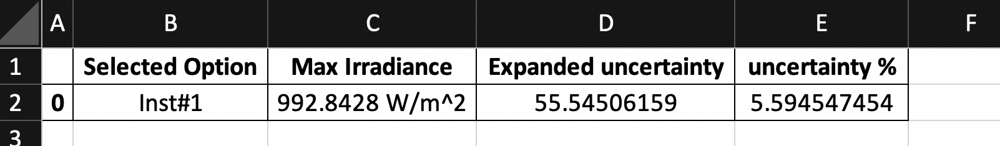 A B C D E F
1 Selected Option Max Irradiance Expanded uncertainty uncertainty %
2 0 Inst#1 992.8428 W/m^2 55.54506159 5.594547454
3